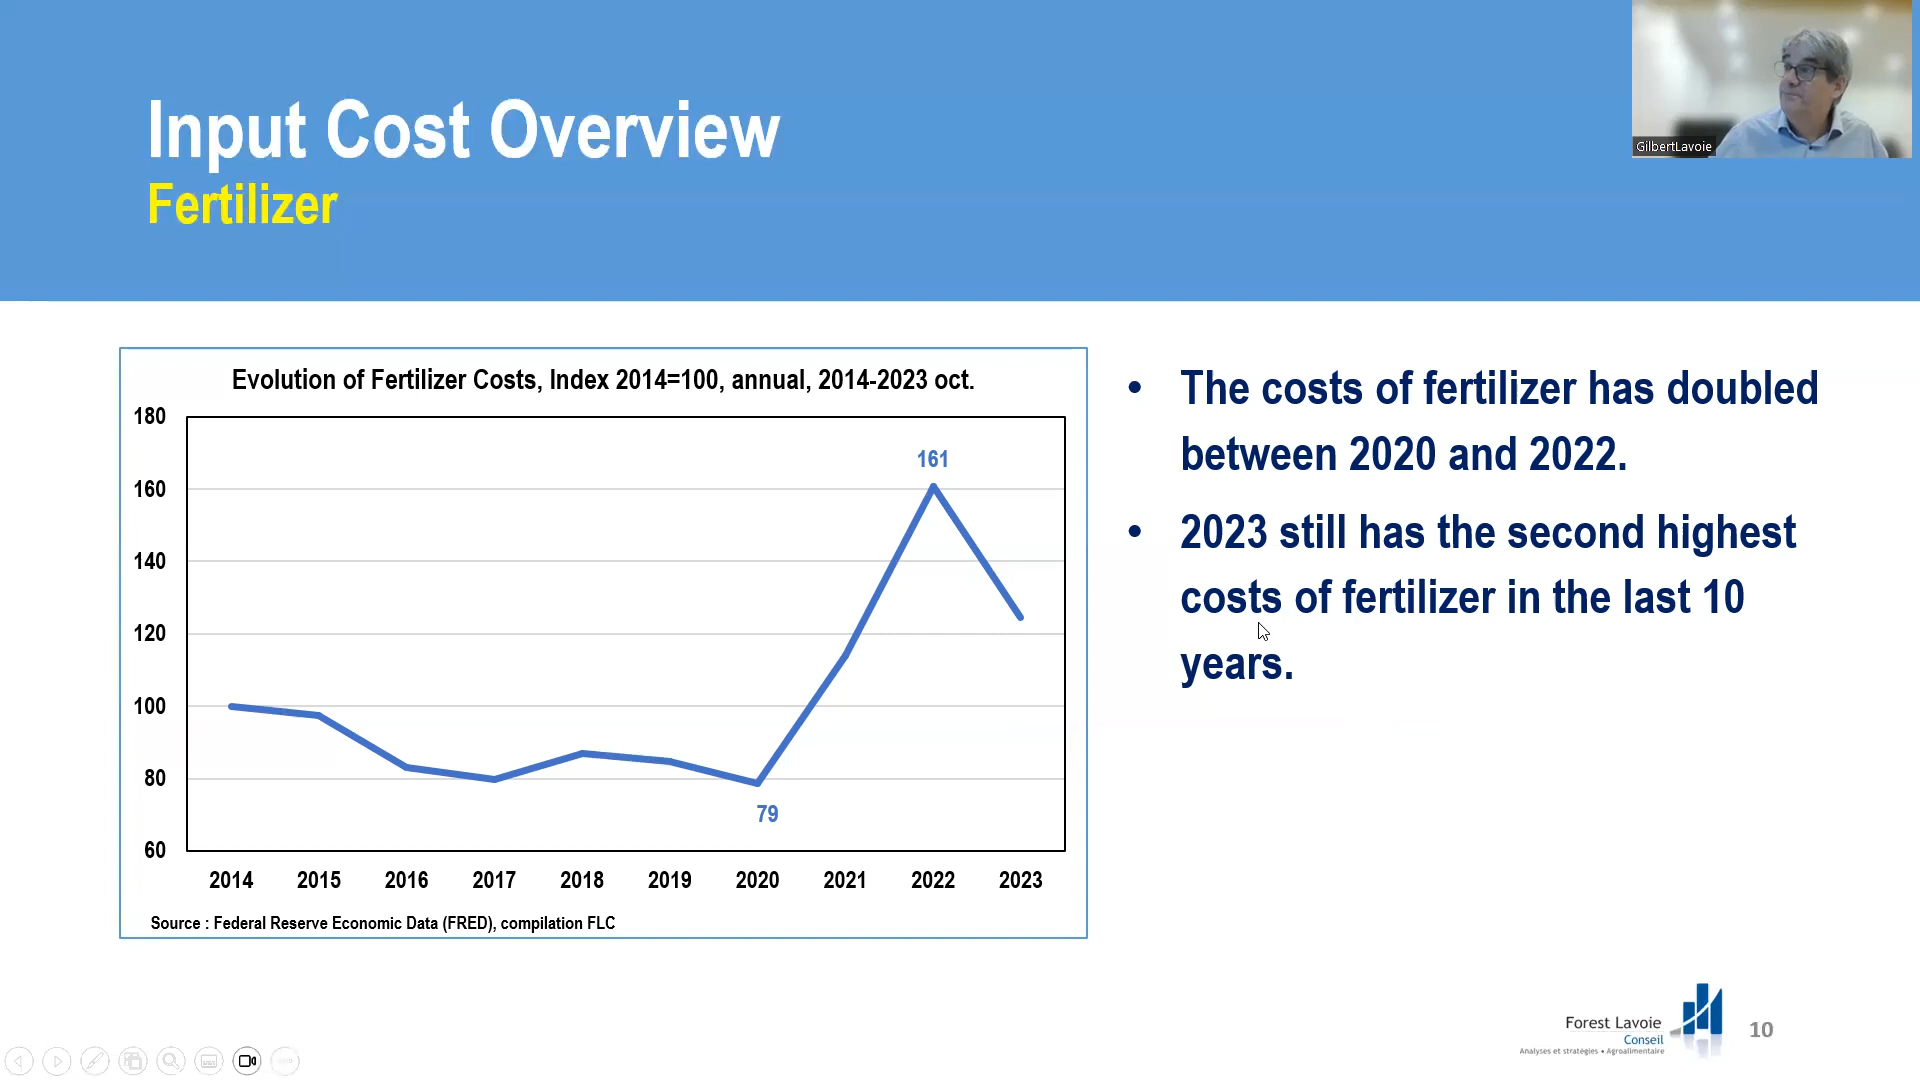 Input Cost Overview
Fertilizer
GilbertLavoie
Evolution of Fertilizer Costs, Index 2014=100, annual, 2014-2023 oct.
180
160
140
120
100
80
60
161
79
2014 2015 2016 2017 2018 2019 2020 2021 2022 2023
Source : Federal Reserve Economic Data (FRED), compilation FLC
• The costs of fertilizer has doubled
between 2020 and 2022.
• 2023 still has the second highest
costs of fertilizer in the last 10
years.
Forest Lavoie
Conseil
Analyses et stratégies • Agroalimentaire
10